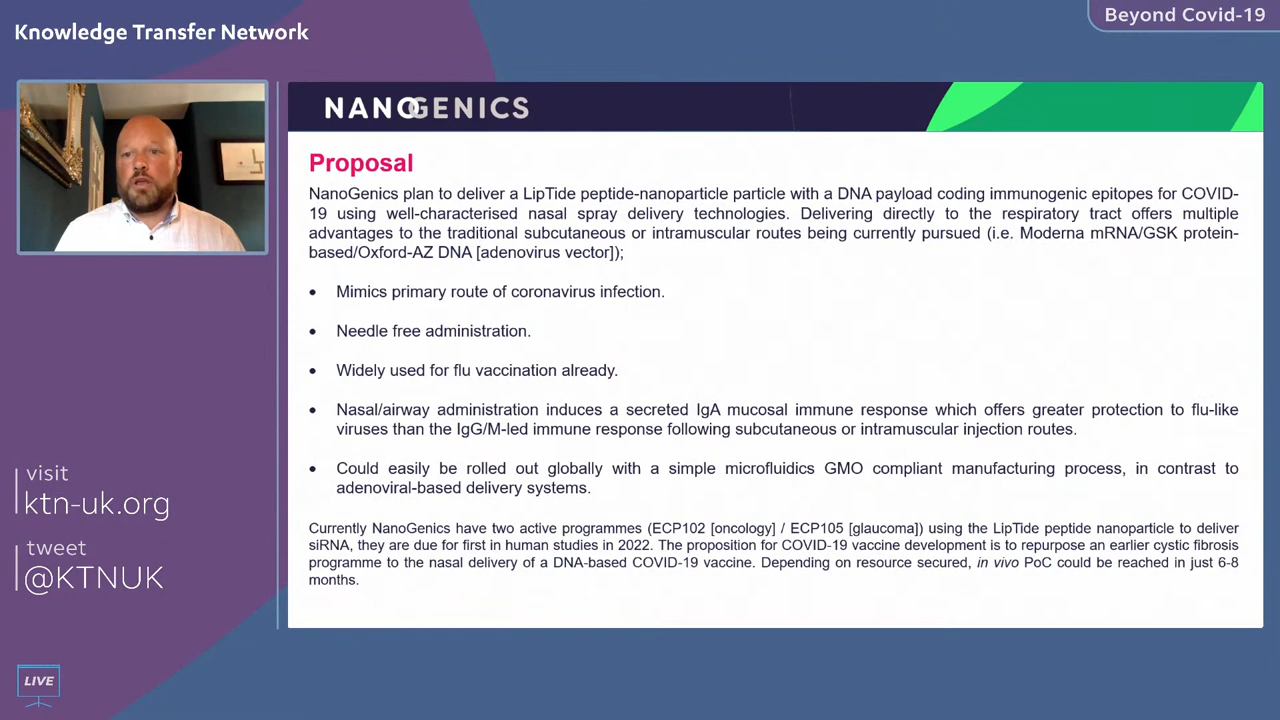 Knowledge Transfer Network
Beyond Covid-19
NANOGENICS
Proposal
NanoGenics plan to deliver a LipTide peptide-nanoparticle particle with a DNA payload coding immunogenic epitopes for COVID-
19 using well-characterised nasal spray delivery technologies. Delivering directly to the respiratory tract offers multiple
advantages to the traditional subcutaneous or intramuscular routes being currently pursued (i.e. Moderna mRNA/GSK protein-
based/Oxford-AZ DNA [adenovirus vector]);
• Mimics primary route of coronavirus infection.
• Needle free administration.
• Widely used for flu vaccination already.
• Nasal/airway administration induces a secreted IgA mucosal immune response which offers greater protection to flu-like
viruses than the IgG/M-led immune response following subcutaneous or intramuscular injection routes.
• Could easily be rolled out globally with a simple microfluidics GMO compliant manufacturing process, in contrast to
adenoviral-based delivery systems.
Currently NanoGenics have two active programmes (ECP102 [oncology] / ECP105 [glaucoma]) using the LipTide peptide nanoparticle to deliver
siRNA, they are due for first in human studies in 2022. The proposition for COVID-19 vaccine development is to repurpose an earlier cystic fibrosis
programme to the nasal delivery of a DNA-based COVID-19 vaccine. Depending on resource secured, in vivo PoC could be reached in just 6-8
months.
visit
ktn-uk.org
tweet
@KTNUK
LIVE